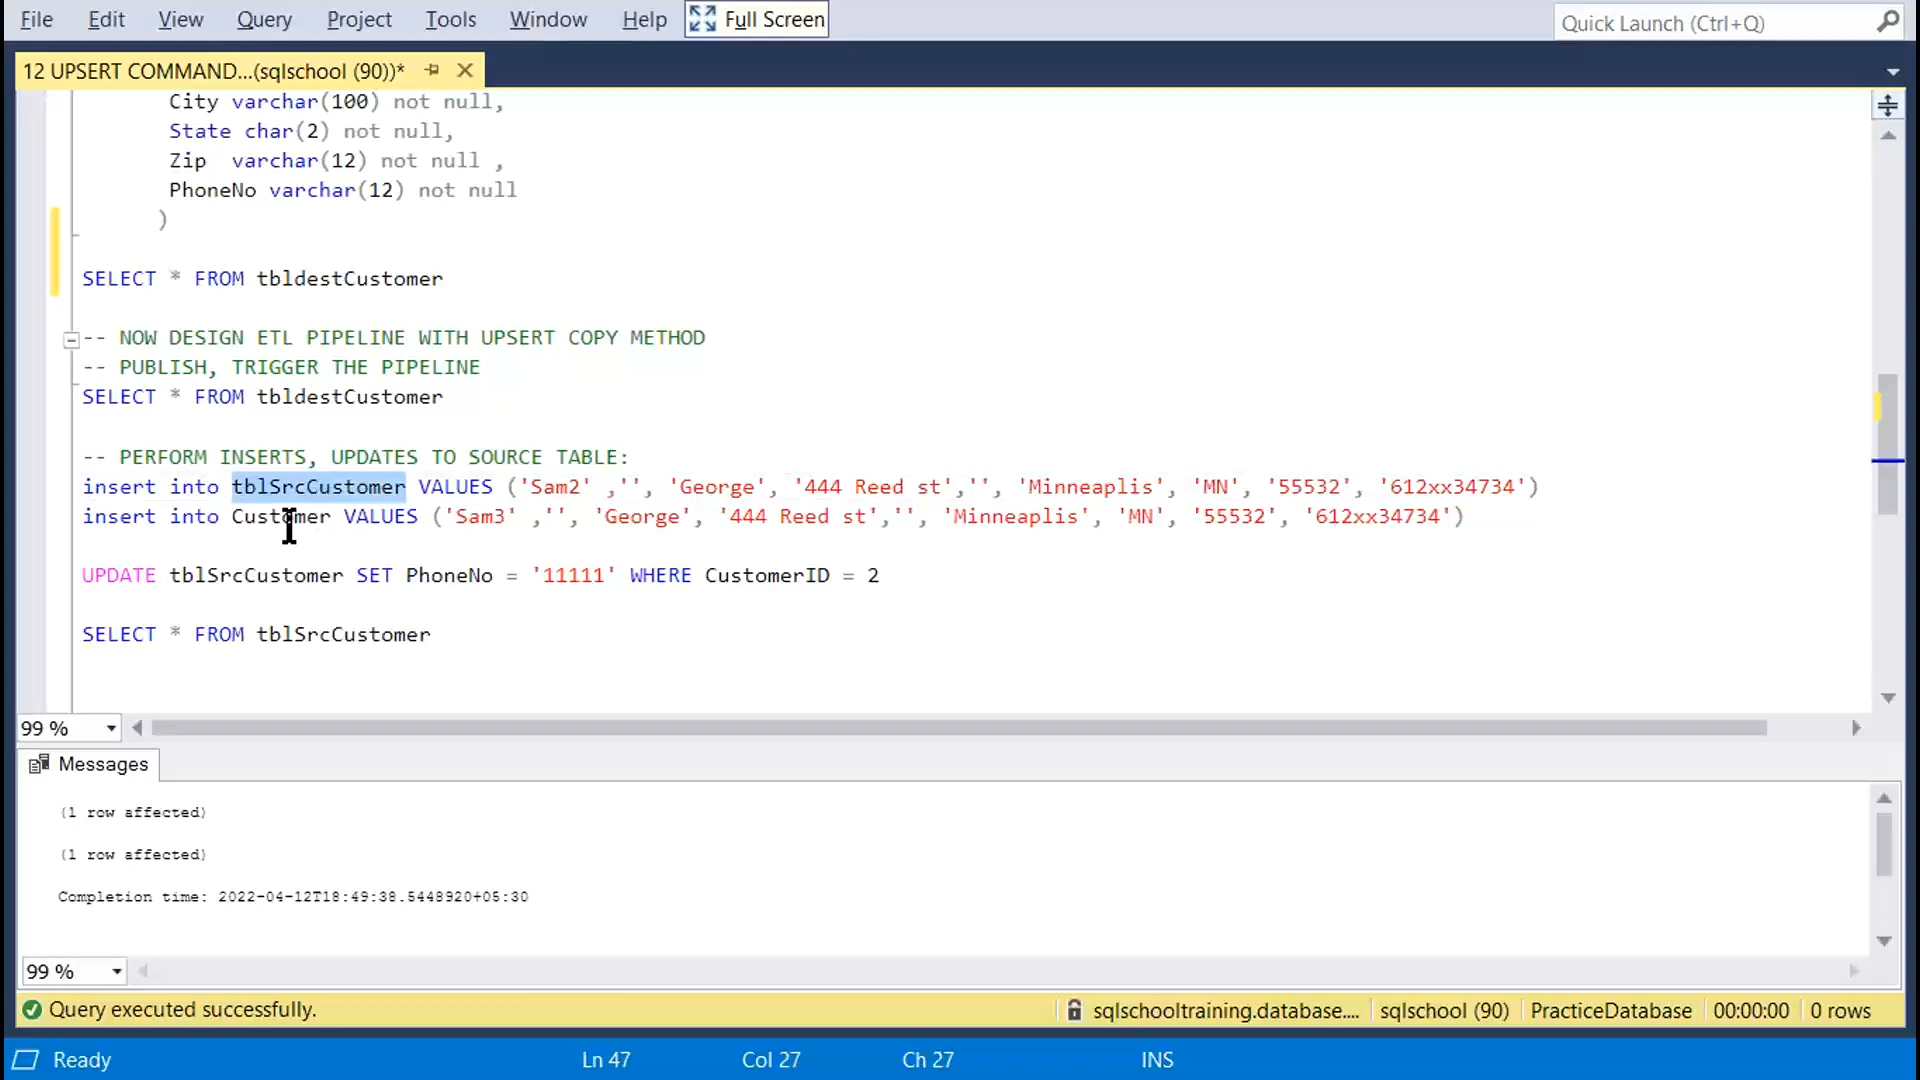 File Edit View Query Project Tools Window Help Full Screen Quick Launch (Ctrl+Q)
12 UPSERT COMMAND...(sqlschool (90))*
City varchar(100) not null,
State char(2) not null,
Zip  varchar(12) not null ,
PhoneNo varchar(12) not null
)
SELECT * FROM tbldestCustomer
-- NOW DESIGN ETL PIPELINE WITH UPSERT COPY METHOD
-- PUBLISH, TRIGGER THE PIPELINE
SELECT * FROM tbldestCustomer
-- PERFORM INSERTS, UPDATES TO SOURCE TABLE:
insert into tblSrcCustomer VALUES ('Sam2' ,'', 'George', '444 Reed st','', 'Minneaplis', 'MN', '55532', '612xx34734')
insert into Customer VALUES ('Sam3' ,'', 'George', '444 Reed st','', 'Minneaplis', 'MN', '55532', '612xx34734')
UPDATE tblSrcCustomer SET PhoneNo = '11111' WHERE CustomerID = 2
SELECT * FROM tblSrcCustomer
99 %
Messages
(1 row affected)
(1 row affected)
Completion time: 2022-04-12T18:49:38.5448920+05:30
99 %
Query executed successfully. sqlschooltraining.database.... sqlschool (90) PracticeDatabase 00:00:00 0 rows
Ready Ln 47 Col 27 Ch 27 INS